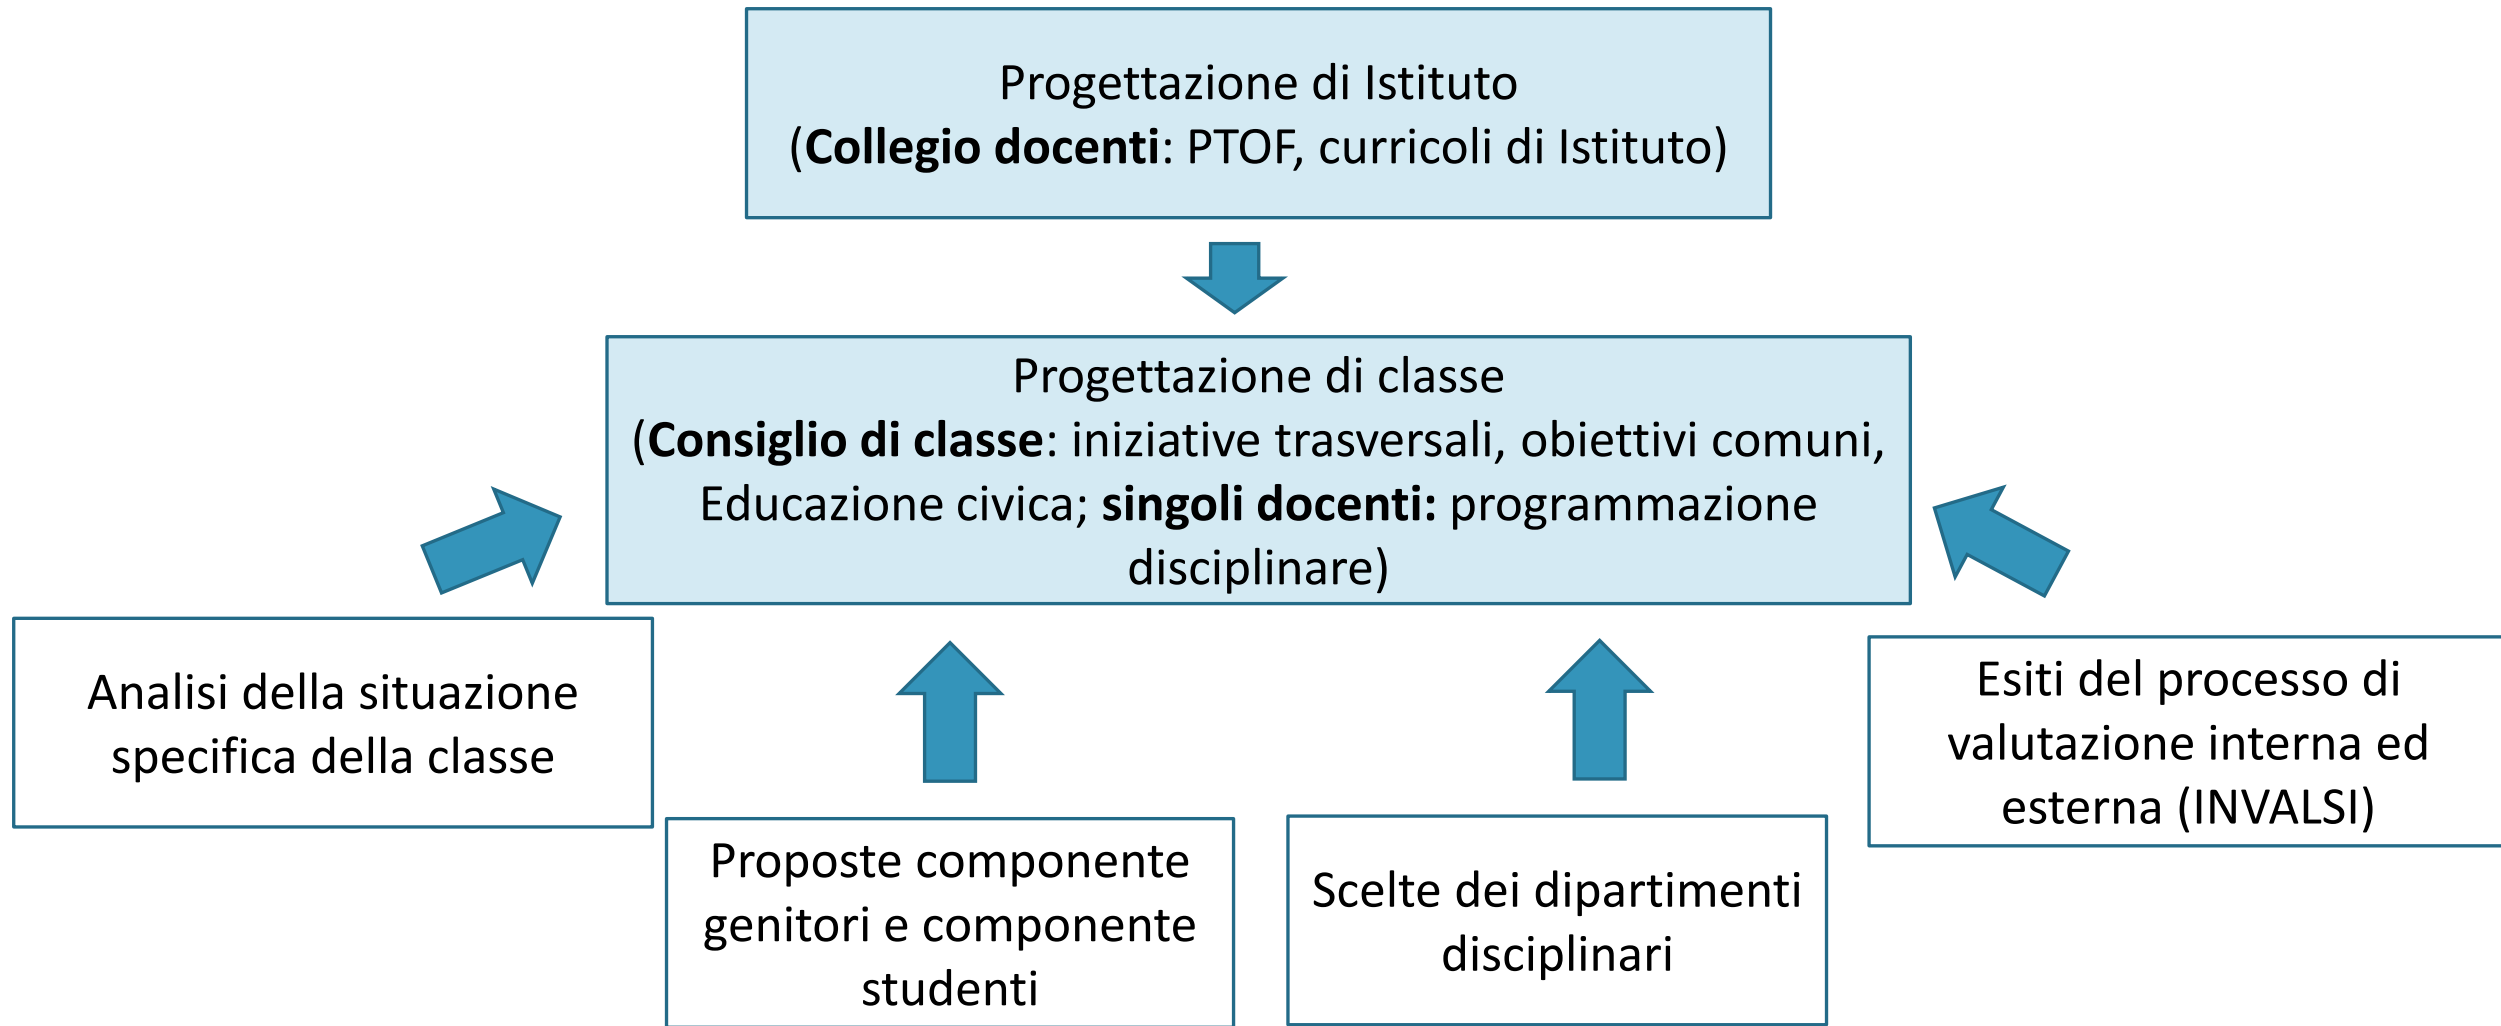 Progettazione di Istituto
(Collegio docenti: PTOF, curricoli di Istituto)
Progettazione di classe
(Consiglio di classe: iniziative trasversali, obiettivi comuni,
Educazione civica; singoli docenti: programmazione
disciplinare)
Analisi della situazione
specifica della classe
Proposte componente
genitori e componente
studenti
Scelte dei dipartimenti
disciplinari
Esiti del processo di
valutazione interna ed
esterna (INVALSI)